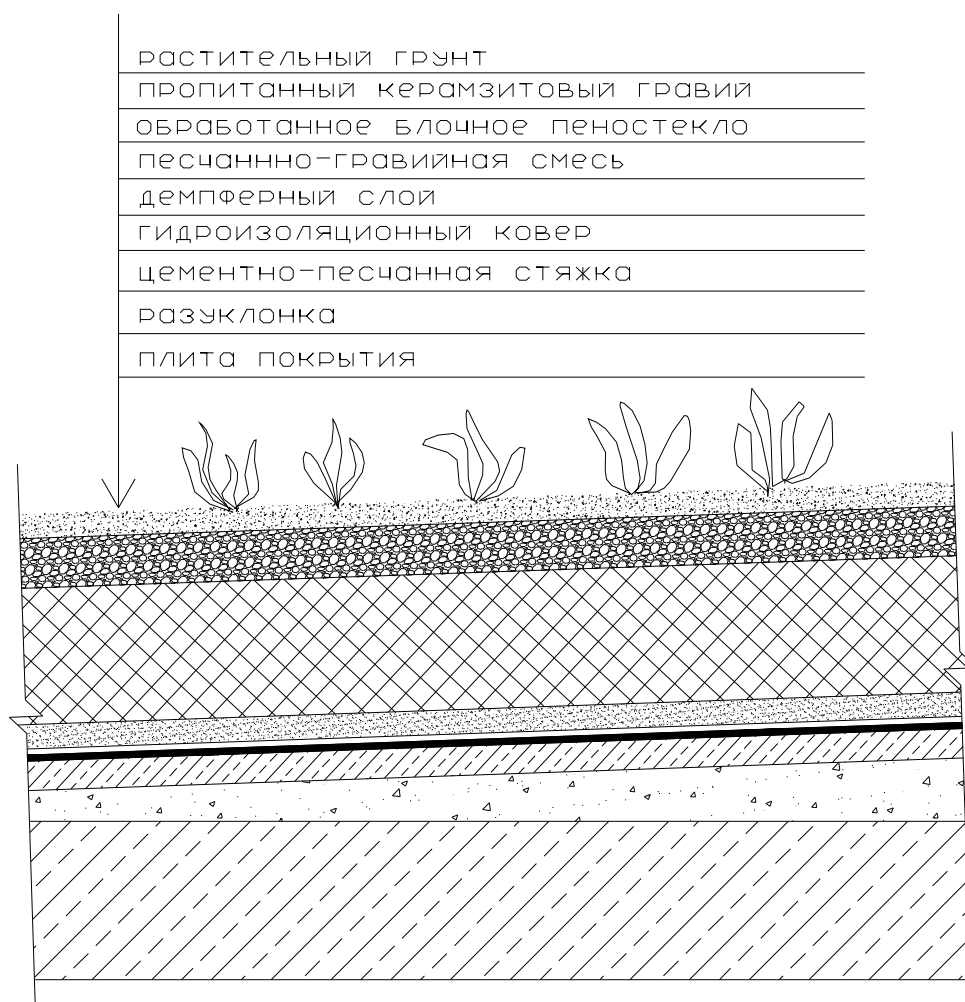 растительный грунт
пропитанный керамзитовый гравий
обработанное блочное пеностекло
песчаннно-гравийная смесь
демпферный слой
гидроизоляционный ковер
цементно-песчанная стяжка
разуклонка
плита покрытия